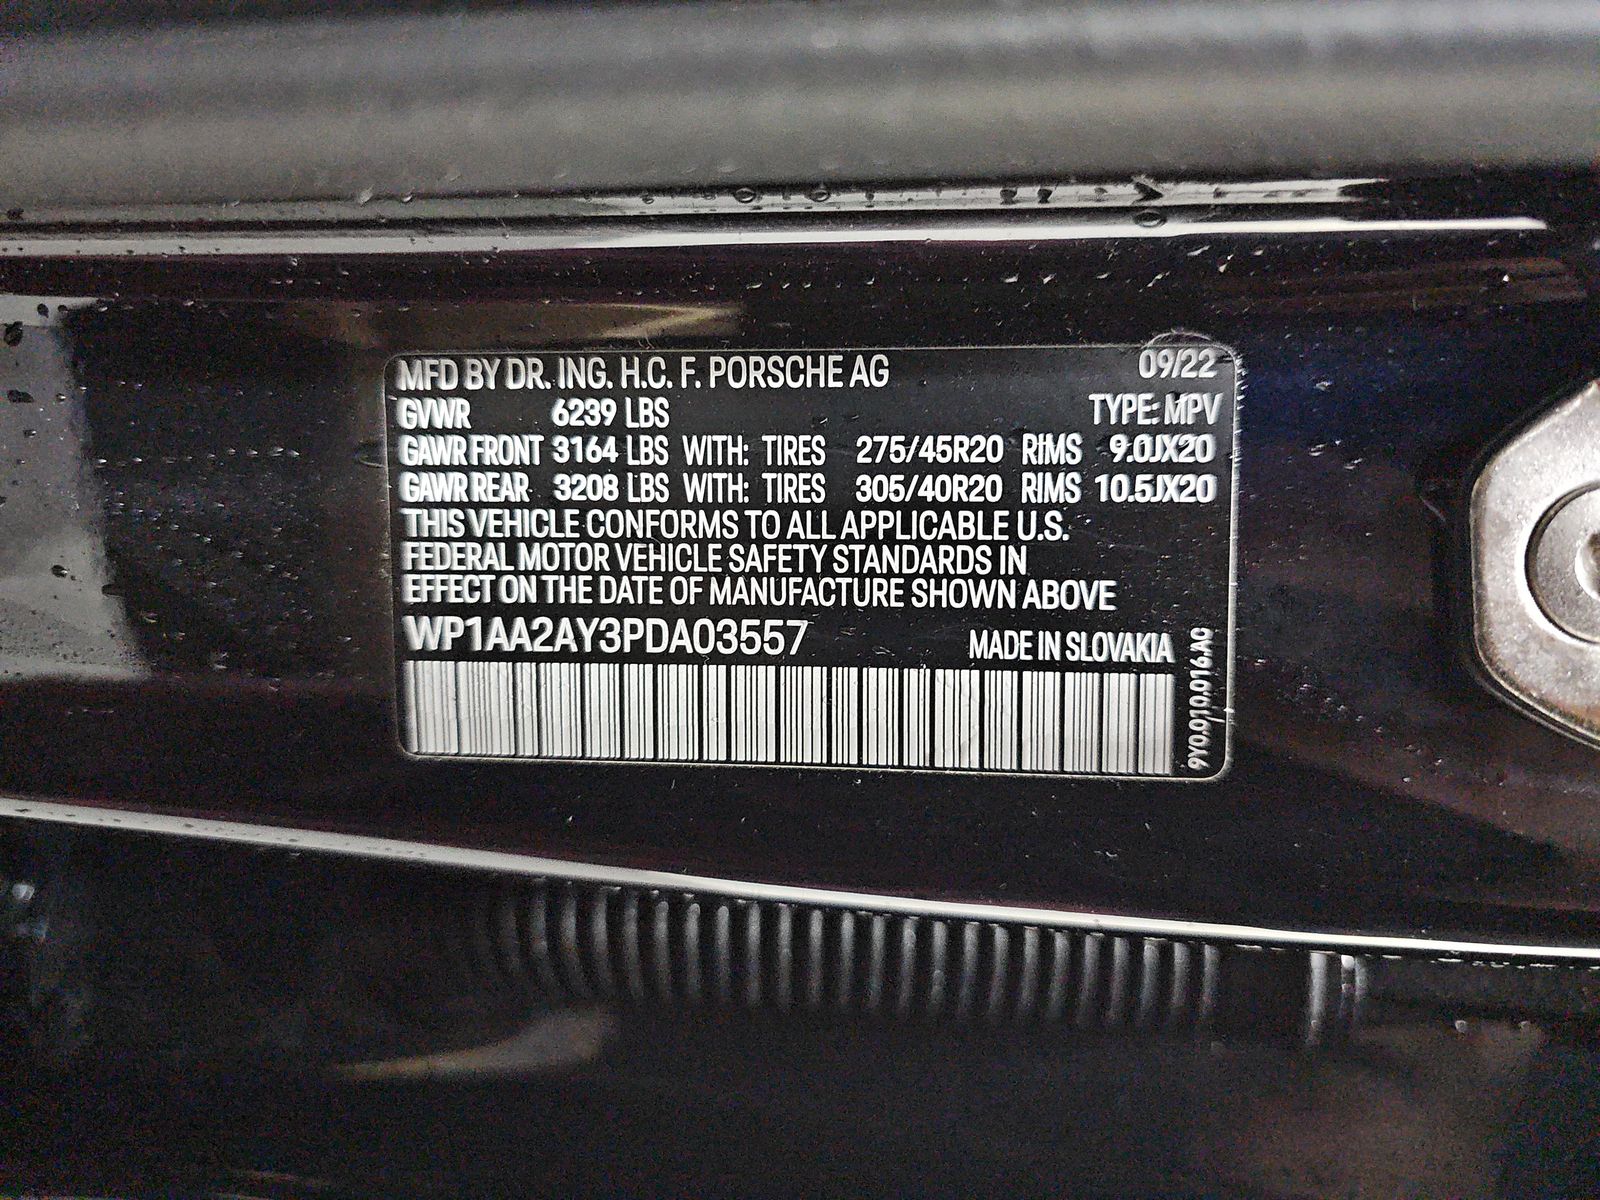 MFD BY DR. ING. H.C. F. PORSCHE AG 09/22
GVWR 6239 LBS TYPE: MPV
GAWR FRONT 3164 LBS WITH: TIRES 275/45R20 RIMS 9.0JX20
GAWR REAR 3208 LBS WITH: TIRES 305/40R20 RIMS 10.5JX20
THIS VEHICLE CONFORMS TO ALL APPLICABLE U.S.
FEDERAL MOTOR VEHICLE SAFETY STANDARDS IN
EFFECT ON THE DATE OF MANUFACTURE SHOWN ABOVE
WP1AA2AY3PDA03557 MADE IN SLOVAKIA
9Y0.010.016.AQ